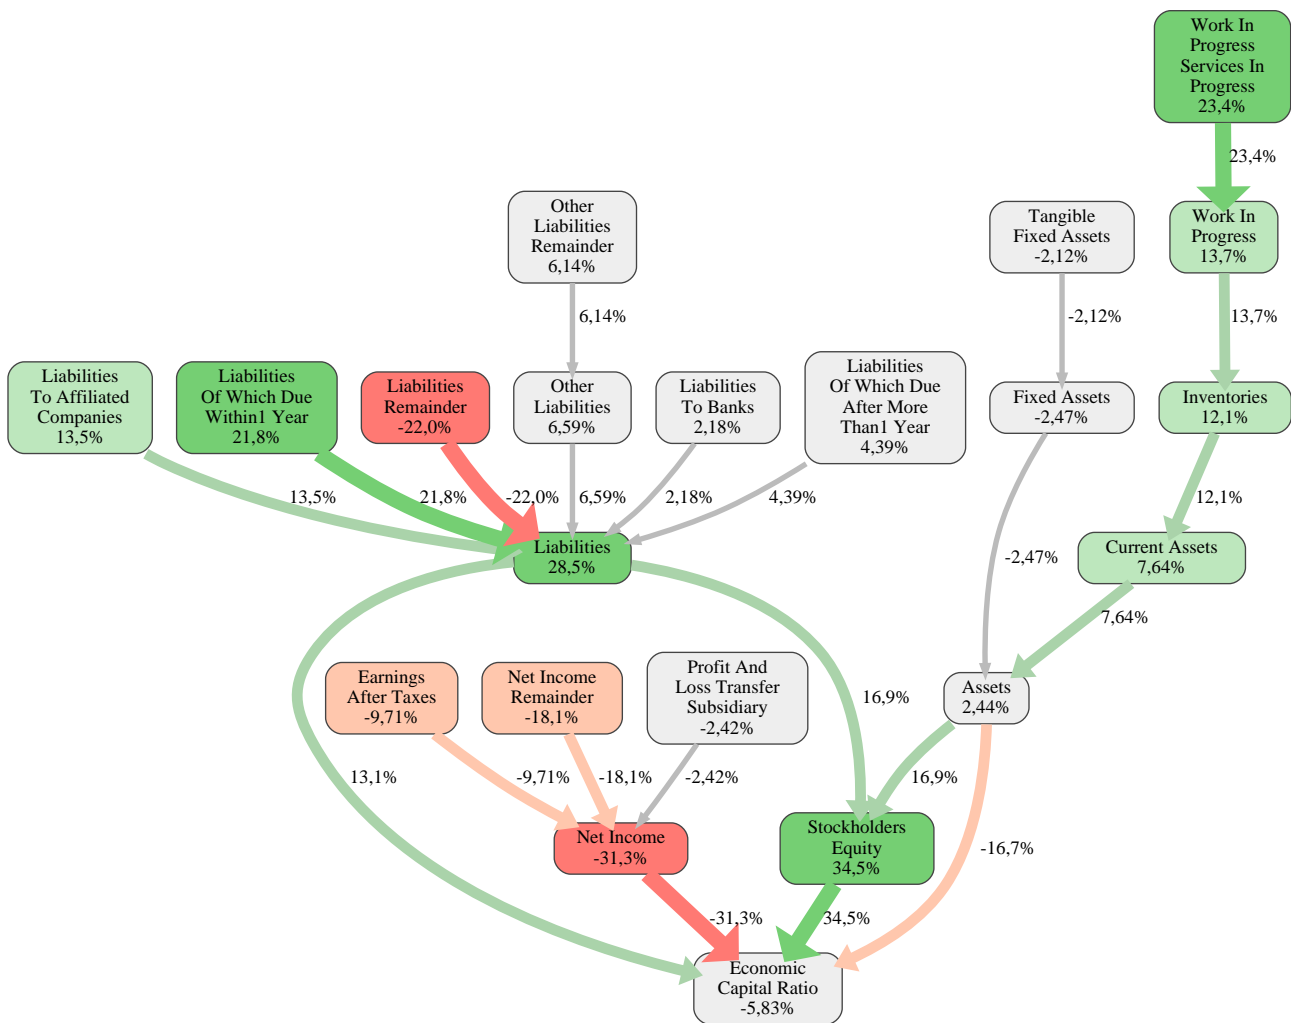 Work In
Progress
Services In
Progress
23,4%
23,4%
Other
Liabilities
Remainder
6,14%
Tangible
Fixed Assets
-2,12%
Work In
Progress
13,7%
6,14%
-2,12%
13,7%
Liabilities
To Affiliated
Companies
13,5%
Liabilities
Of Which Due
Within1 Year
21,8%
Liabilities
Remainder
-22,0%
Other
Liabilities
6,59%
Liabilities
To Banks
2,18%
Liabilities
Of Which Due
After More
Than1 Year
4,39%
Fixed Assets
-2,47%
Inventories
12,1%
13,5%
21,8%
-22,0%
6,59%
2,18%
4,39%
12,1%
Liabilities
28,5%
-2,47%
Current Assets
7,64%
7,64%
Earnings
After Taxes
-9,71%
Net Income
Remainder
-18,1%
Profit And
Loss Transfer
Subsidiary
-2,42%
16,9%
Assets
2,44%
13,1%
-9,71%
-18,1%
-2,42%
16,9%
Net Income
-31,3%
Stockholders
Equity
34,5%
-16,7%
-31,3%
34,5%
Economic
Capital Ratio
-5,83%